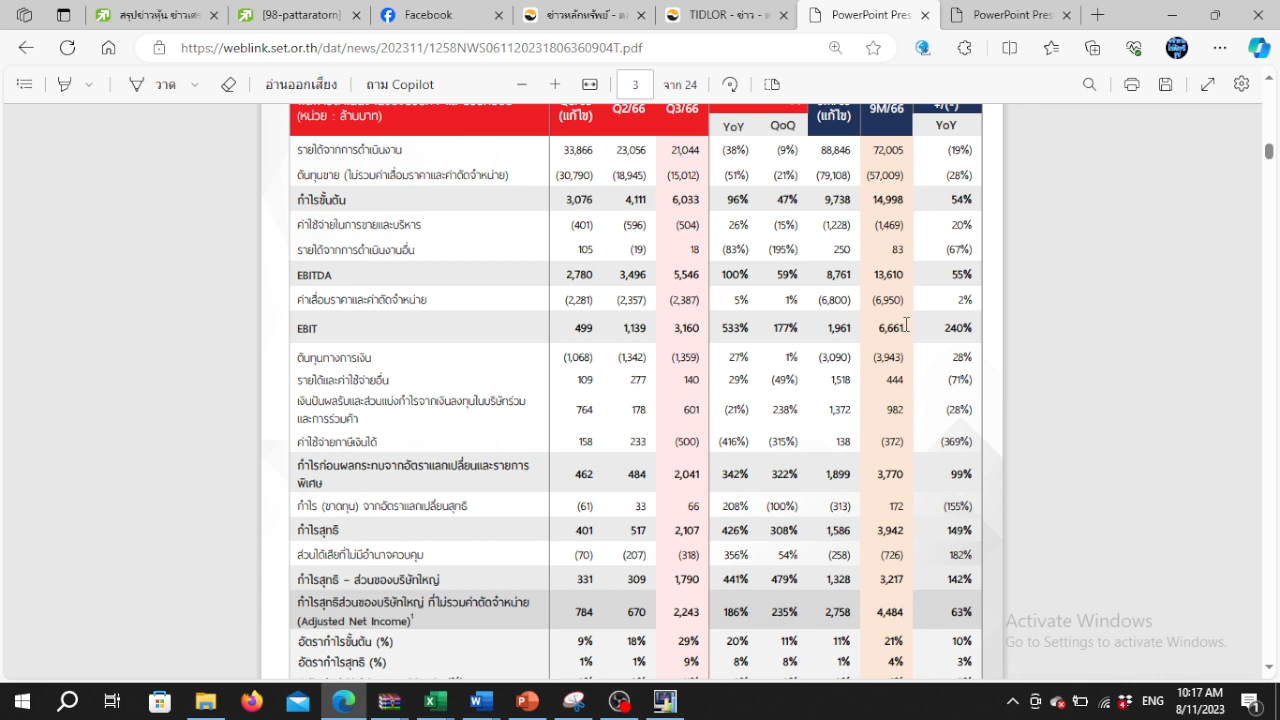 สรุปข่าวหุ้น ข่าวเศร
[98-pattaratorn]
Facebook
ข่าวหลักทรัพย์ - ต
TIDLOR - ข่าว - ต
PowerPoint Pres
PowerPoint Pres
https://weblink.set.or.th/dat/news/202311/1258NWS061120231806360904T.pdf
วาด
อ่านออกเสียง
ถาม Copilot
3
จาก 24
(หน่วย : ล้านบาท) (แก้ไข) Q2/66 Q3/66 YoY QoQ (แก้ไข) 9M/66 +/(-) YoY
รายได้จากการดำเนินงาน 33,866 23,056 21,044 (38%) (9%) 88,846 72,005 (19%)
ต้นทุนขาย (ไม่รวมค่าเสื่อมราคาและค่าตัดจำหน่าย) (30,790) (18,945) (15,012) (51%) (21%) (79,108) (57,009) (28%)
กำไรขั้นต้น 3,076 4,111 6,033 96% 47% 9,738 14,998 54%
ค่าใช้จ่ายในการขายและบริหาร (401) (596) (504) 26% (15%) (1,228) (1,469) 20%
รายได้จากการดำเนินงานอื่น 105 (19) 18 (83%) (195%) 250 83 (67%)
EBITDA 2,780 3,496 5,546 100% 59% 8,761 13,610 55%
ค่าเสื่อมราคาและค่าตัดจำหน่าย (2,281) (2,357) (2,387) 5% 1% (6,800) (6,950) 2%
EBIT 499 1,139 3,160 533% 177% 1,961 6,661 240%
ต้นทุนทางการเงิน (1,068) (1,342) (1,359) 27% 1% (3,090) (3,943) 28%
รายได้และค่าใช้จ่ายอื่น 109 277 140 29% (49%) 1,518 444 (71%)
เงินปันผลรับและส่วนแบ่งกำไรจากเงินลงทุนในบริษัทร่วม
และการร่วมค้า 764 178 601 (21%) 238% 1,372 982 (28%)
ค่าใช้จ่ายภาษีเงินได้ 158 233 (500) (416%) (315%) 138 (372) (369%)
กำไรก่อนผลกระทบจากอัตราแลกเปลี่ยนและรายการ
พิเศษ 462 484 2,041 342% 322% 1,899 3,770 99%
กำไร (ขาดทุน) จากอัตราแลกเปลี่ยนสุทธิ (61) 33 66 208% (100%) (313) 172 (155%)
กำไรสุทธิ 401 517 2,107 426% 308% 1,586 3,942 149%
ส่วนได้เสียที่ไม่มีอำนาจควบคุม (70) (207) (318) 356% 54% (258) (726) 182%
กำไรสุทธิ - ส่วนของบริษัทใหญ่ 331 309 1,790 441% 479% 1,328 3,217 142%
กำไรสุทธิส่วนของบริษัทใหญ่ ที่ไม่รวมค่าตัดจำหน่าย
(Adjusted Net Income)¹ 784 670 2,243 186% 235% 2,758 4,484 63%
อัตรากำไรขั้นต้น (%) 9% 18% 29% 20% 11% 11% 21% 10%
อัตรากำไรสุทธิ (%) 1% 1% 9% 8% 8% 1% 4% 3%
Activate Windows
Go to Settings to activate Windows.
ENG
10:17 AM
8/11/2023
1